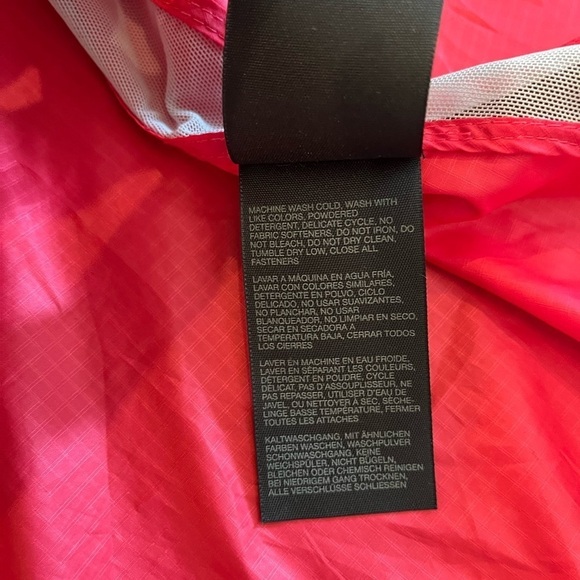 MACHINE WASH COLD, WASH WITH
LIKE COLORS, POWDERED
DETERGENT, DELICATE CYCLE, NO
FABRIC SOFTENERS, DO NOT IRON, DO
NOT BLEACH, DO NOT DRY CLEAN,
TUMBLE DRY LOW, CLOSE ALL
FASTENERS
LAVAR A MÁQUINA EN AGUA FRÍA,
LAVAR CON COLORES SIMILARES,
DETERGENTE EN POLVO, CICLO
DELICADO, NO USAR SUAVIZANTES,
NO PLANCHAR, NO USAR
BLANQUEADOR, NO LIMPIAR EN SECO,
SECAR EN SECADORA A
TEMPERATURA BAJA, CERRAR TODOS
LOS CIERRES
LAVER EN MACHINE EN EAU FROIDE,
LAVER EN SÉPARANT LES COULEURS,
DÉTERGENT EN POUDRE, CYCLE
DÉLICAT, PAS D'ASSOUPLISSEUR, NE
PAS REPASSER, UTILISER D'EAU DE
JAVEL, OU NETTOYER À SEC, SÈCHE-
LINGE BASSE TEMPÉRATURE, FERMER
TOUTES LES ATTACHES
KALTWASCHGANG, MIT ÄHNLICHEN
FARBEN WASCHEN, WASCHPULVER
SCHONWASCHGANG, KEINE
WEICHSPÜLER, NICHT BÜGELN,
BLEICHEN ODER CHEMISCH REINIGEN
BEI NIEDRIGEM GANG TROCKNEN,
ALLE VERSCHLÜSSE SCHLIESSEN